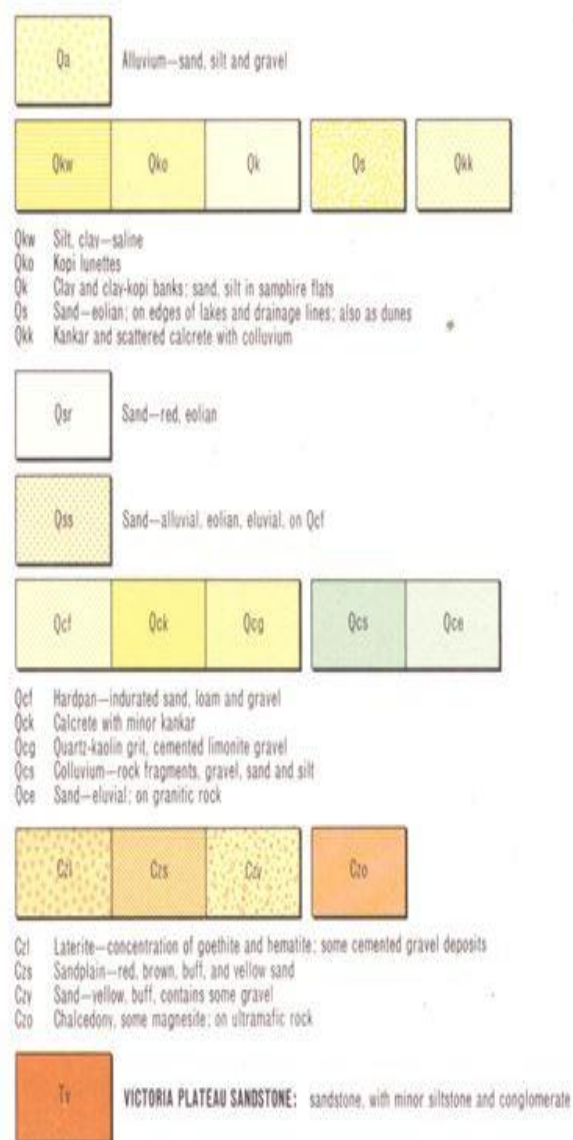 Qa Alluvium—sand, silt and gravel
Qkw Qko Qk Qs Qkk
Qkw Silt, clay—saline
Qko Kopi lunettes
Qk Clay and clay-kopi banks; sand, silt in samphire flats
Qs Sand—eolian; on edges of lakes and drainage lines; also as dunes
Qkk Kankar and scattered calcrete with colluvium
Qsr Sand—red, eolian
Qss Sand—alluvial, eolian, eluvial, on Qcf
Qcf Qck Qcg Qcs Qce
Qcf Hardpan—indurated sand, loam and gravel
Qck Calcrete with minor kankar
Qcg Quartz-kaolin grit, cemented limonite gravel
Qcs Colluvium—rock fragments, gravel, sand and silt
Qce Sand—eluvial; on granitic rock
Czl Czs Czy Czo
Czl Laterite—concentration of goethite and hematite; some cemented gravel deposits
Czs Sandplain—red, brown, buff, and yellow sand
Czy Sand—yellow, buff, contains some gravel
Czo Chalcedony, some magnesite; on ultramafic rock
Tv VICTORIA PLATEAU SANDSTONE: sandstone, with minor siltstone and conglomerate